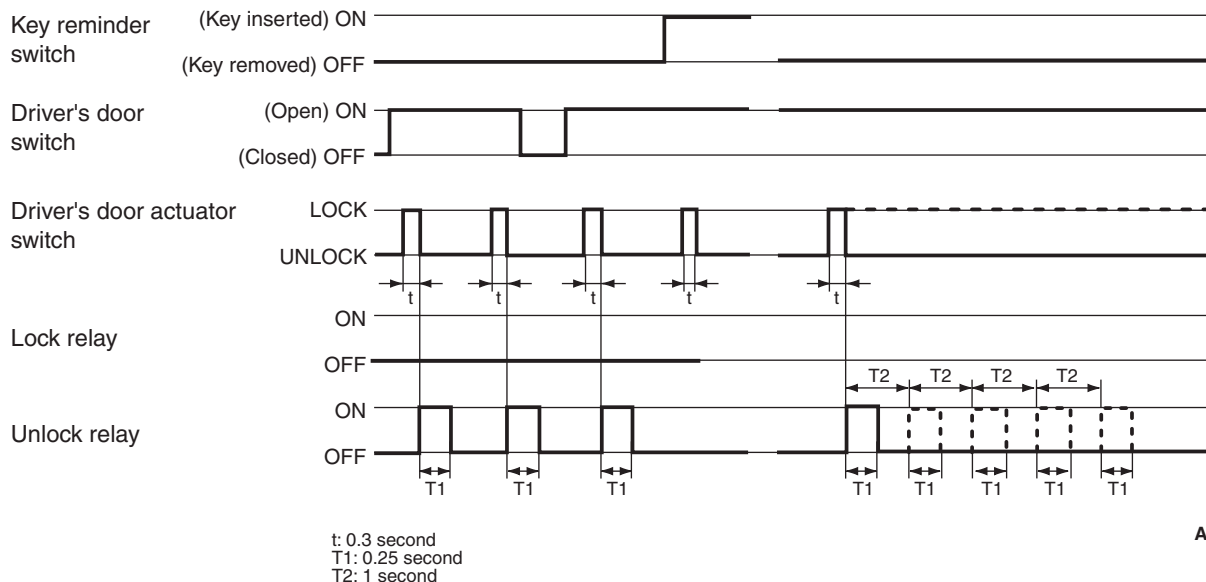 Key reminder
switch
(Key inserted) ON
(Key removed) OFF
Driver's door
switch
(Open) ON
(Closed) OFF
Driver's door actuator
switch
LOCK
UNLOCK
t t t t t
Lock relay
ON
OFF
T2 T2 T2 T2
Unlock relay
ON
OFF
T1 T1 T1 T1 T1 T1 T1 T1
t: 0.3 second
T1: 0.25 second
T2: 1 second
A